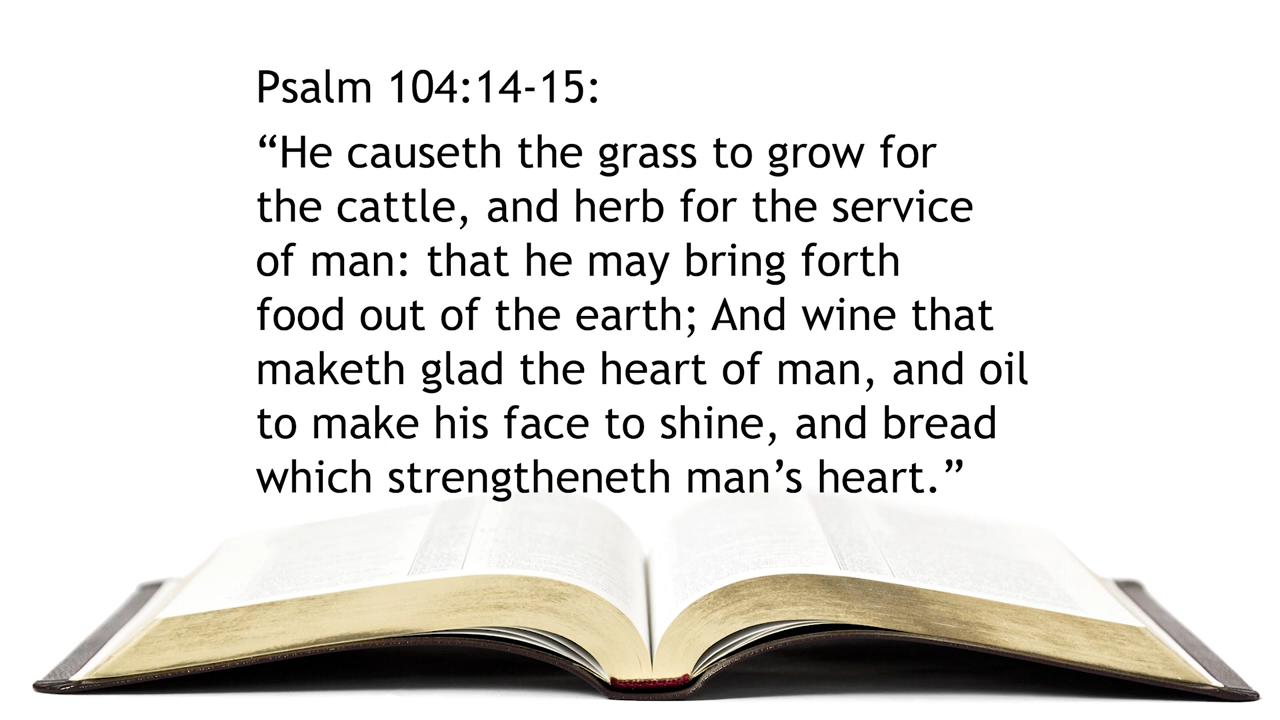 Psalm 104:14-15:
“He causeth the grass to grow for
the cattle, and herb for the service
of man: that he may bring forth
food out of the earth; And wine that
maketh glad the heart of man, and oil
to make his face to shine, and bread
which strengtheneth man’s heart.”